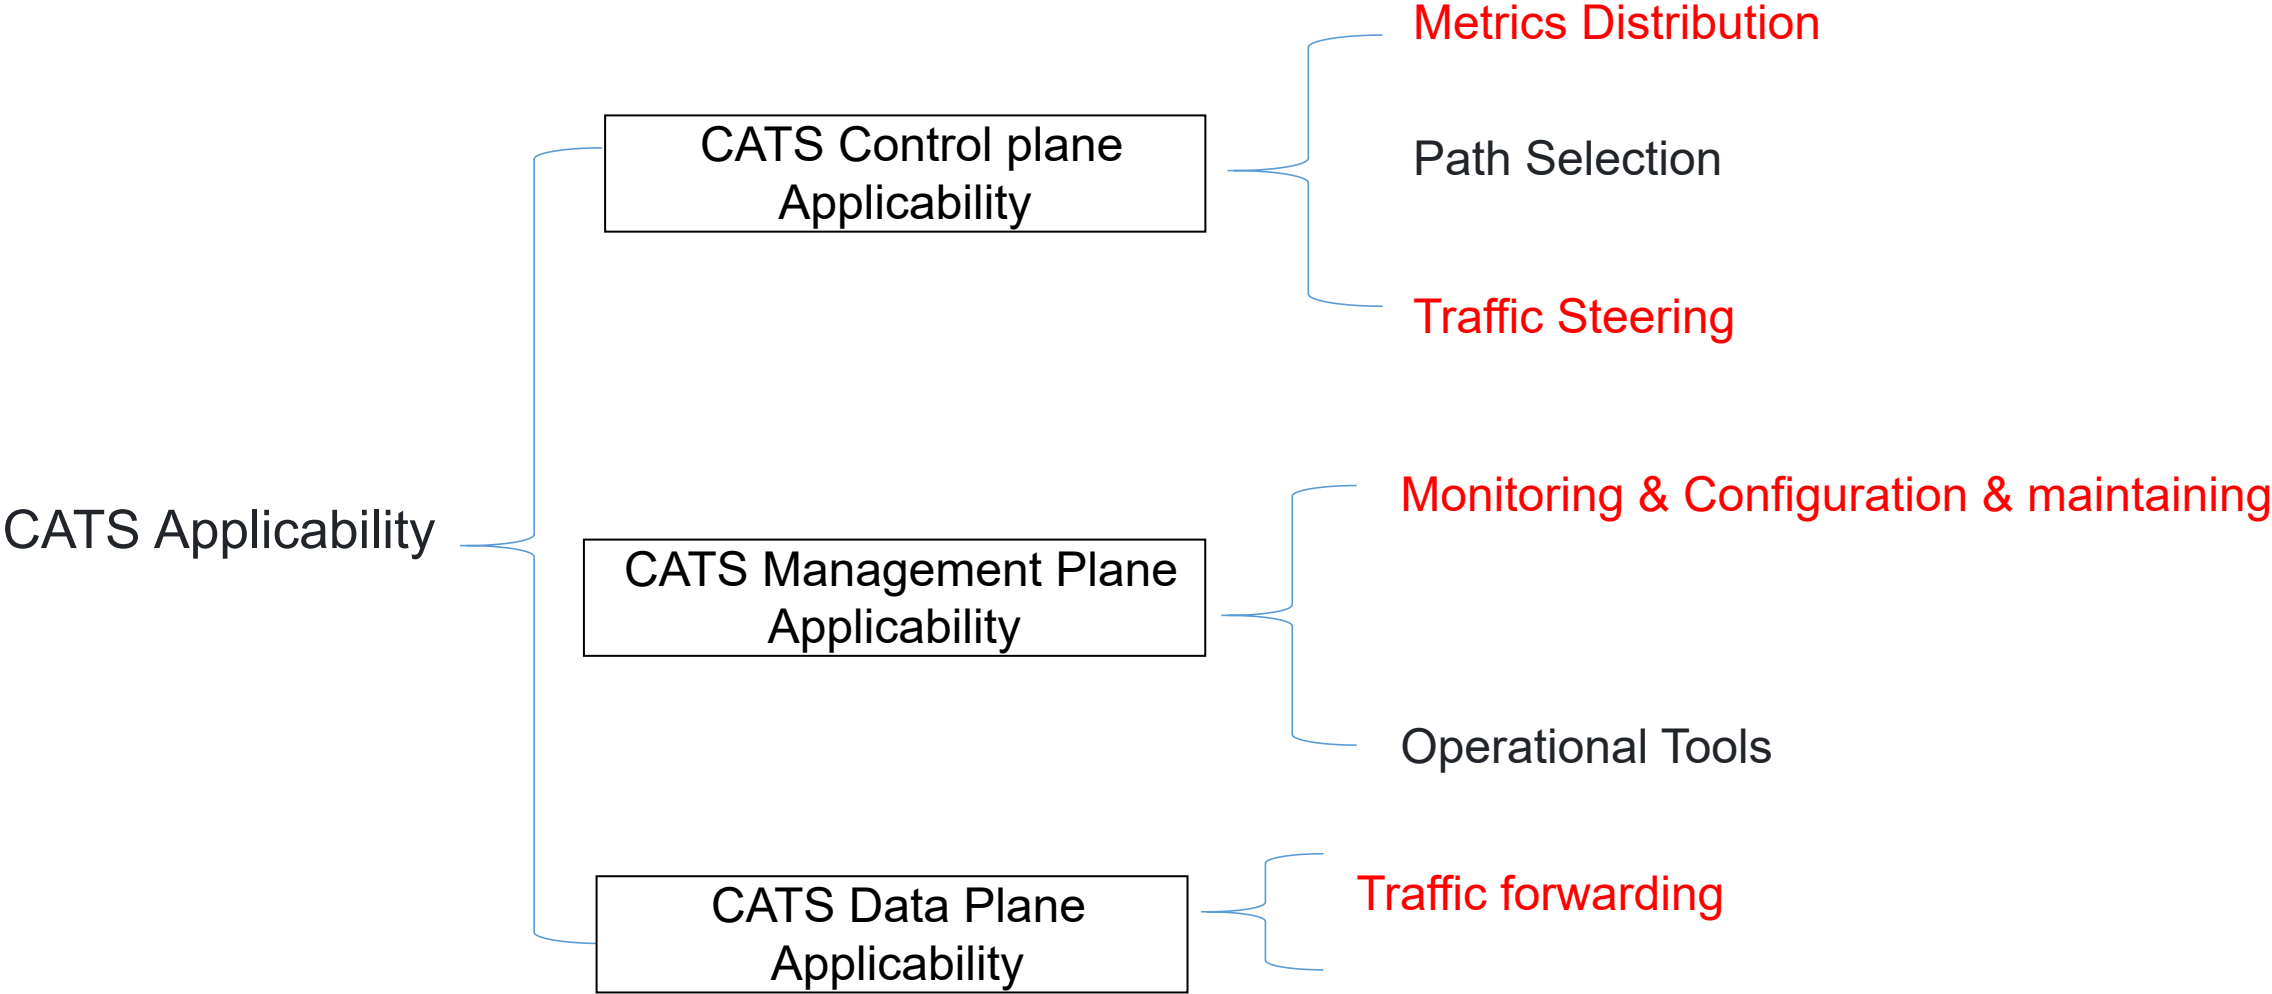 CATS Applicability
CATS Control plane
Applicability
Metrics Distribution
Path Selection
Traffic Steering
CATS Management Plane
Applicability
Monitoring & Configuration & maintaining
Operational Tools
CATS Data Plane
Applicability
Traffic forwarding